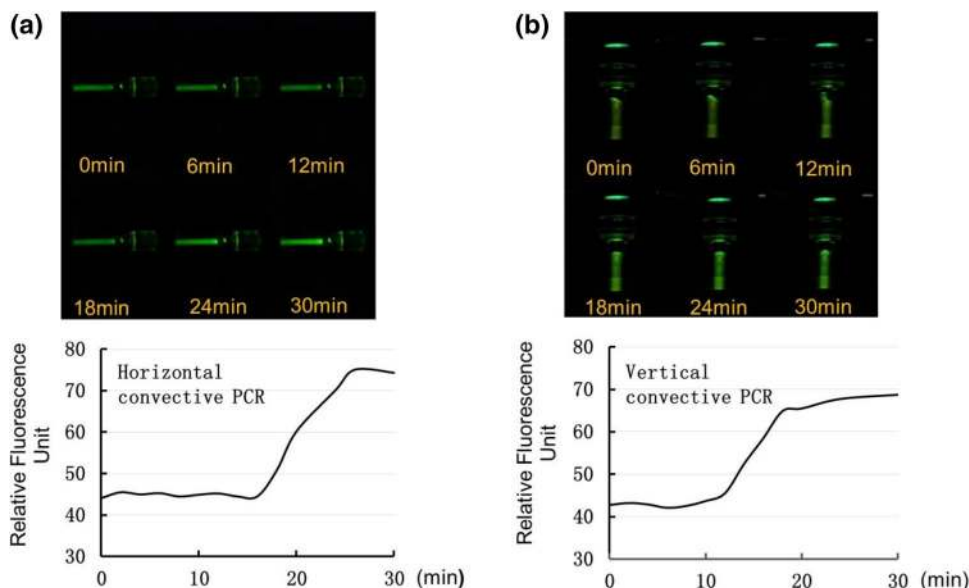 (a)
0min 6min 12min
18min 24min 30min
Relative Fluorescence
Unit
80
70
60
50
40
30
Horizontal
convective PCR
0 10 20 30 (min)
(b)
0min 6min 12min
18min 24min 30min
Relative Fluorescence
Unit
80
70
60
50
40
30
Vertical
convective PCR
0 10 20 30 (min)